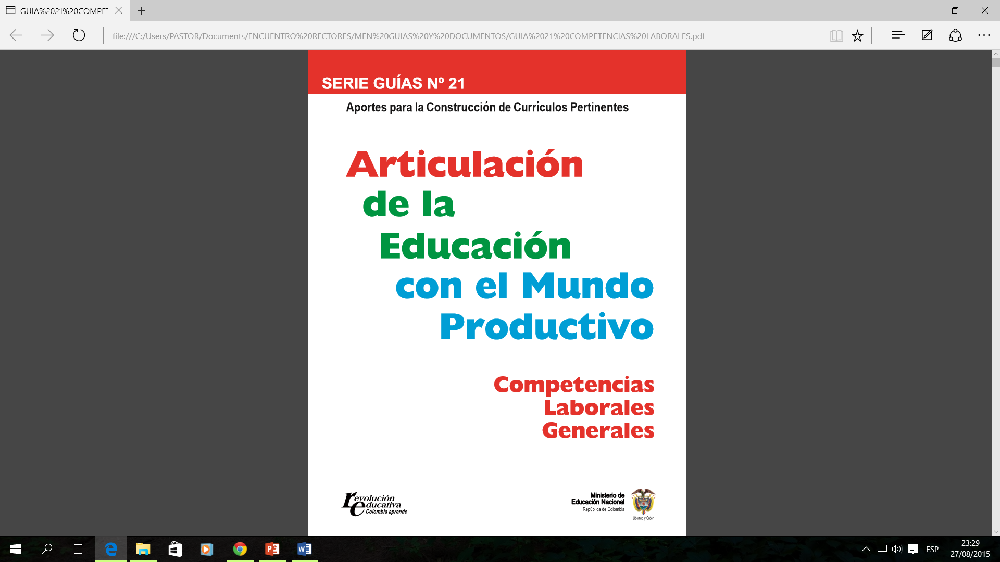 GUIA%2021%20COMPET
file:///C:/Users/PASTOR/Documents/ENCUENTRO%20RECTORES/MEN%20GUIAS%20Y%20DOCUMENTOS/GUIA%2021%20COMPETENCIAS%20LABORALES.pdf
SERIE GUÍAS Nº 21
Aportes para la Construcción de Currículos Pertinentes
Articulación
de la
Educación
con el Mundo
Productivo
Competencias
Laborales
Generales
revolución
educativa
Colombia aprende
Ministerio de
Educación Nacional
República de Colombia
Libertad y Orden
ESP
23:29
27/08/2015